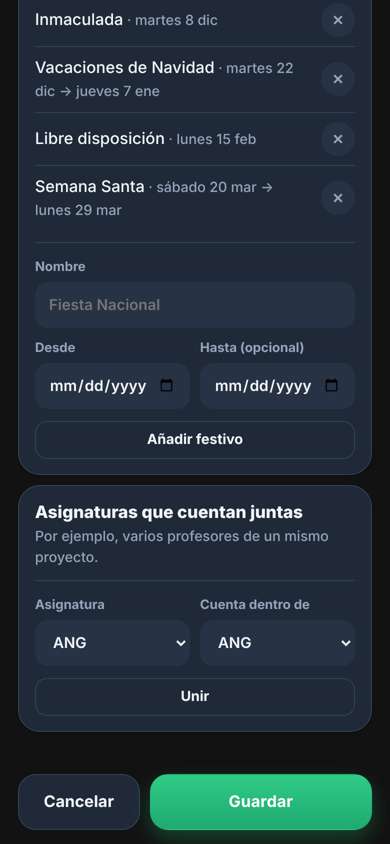 Inmaculada · martes 8 dic
×
Vacaciones de Navidad · martes 22
dic → jueves 7 ene
×
Libre disposición · lunes 15 feb
×
Semana Santa · sábado 20 mar →
lunes 29 mar
×
Nombre
Fiesta Nacional
Desde
Hasta (opcional)
mm/dd/yyyy
mm/dd/yyyy
Añadir festivo
Asignaturas que cuentan juntas
Por ejemplo, varios profesores de un mismo
proyecto.
Asignatura
Cuenta dentro de
ANG
ANG
Unir
Cancelar
Guardar